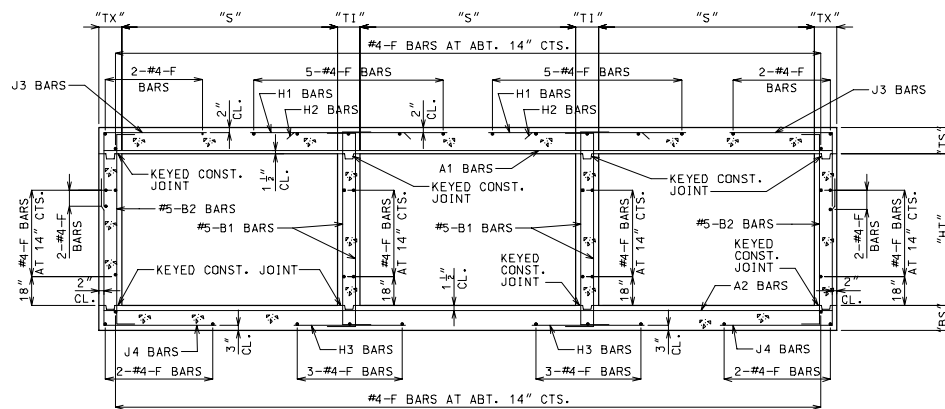 "TX" "S" "TI" "S" "TI" "S" "TX"
#4-F BARS AT ABT. 14" CTS.
2-#4-F BARS
5-#4-F BARS
5-#4-F BARS
2-#4-F BARS
J3 BARS
H1 BARS
H2 BARS
2" CL.
2" CL.
H1 BARS
H2 BARS
J3 BARS
"TS"
KEYED CONST. JOINT
1 1/2" CL.
A1 BARS
KEYED CONST. JOINT
KEYED CONST. JOINT
#4-F BARS AT 14" CTS.
2-#4-F BARS
#5-B2 BARS
#5-B1 BARS
#4-F BARS AT 14" CTS.
#5-B1 BARS
#4-F BARS AT 14" CTS.
#5-B2 BARS
#4-F BARS AT 14" CTS.
2-#4-F BARS
"HT"
KEYED CONST. JOINT
1 1/2" CL.
KEYED CONST. JOINT
KEYED CONST. JOINT
18"
2" CL.
18"
18"
18"
2" CL.
A2 BARS
"BS"
J4 BARS
3" CL.
H3 BARS
H3 BARS
3" CL.
J4 BARS
2-#4-F BARS
3-#4-F BARS
3-#4-F BARS
2-#4-F BARS
#4-F BARS AT ABT. 14" CTS.